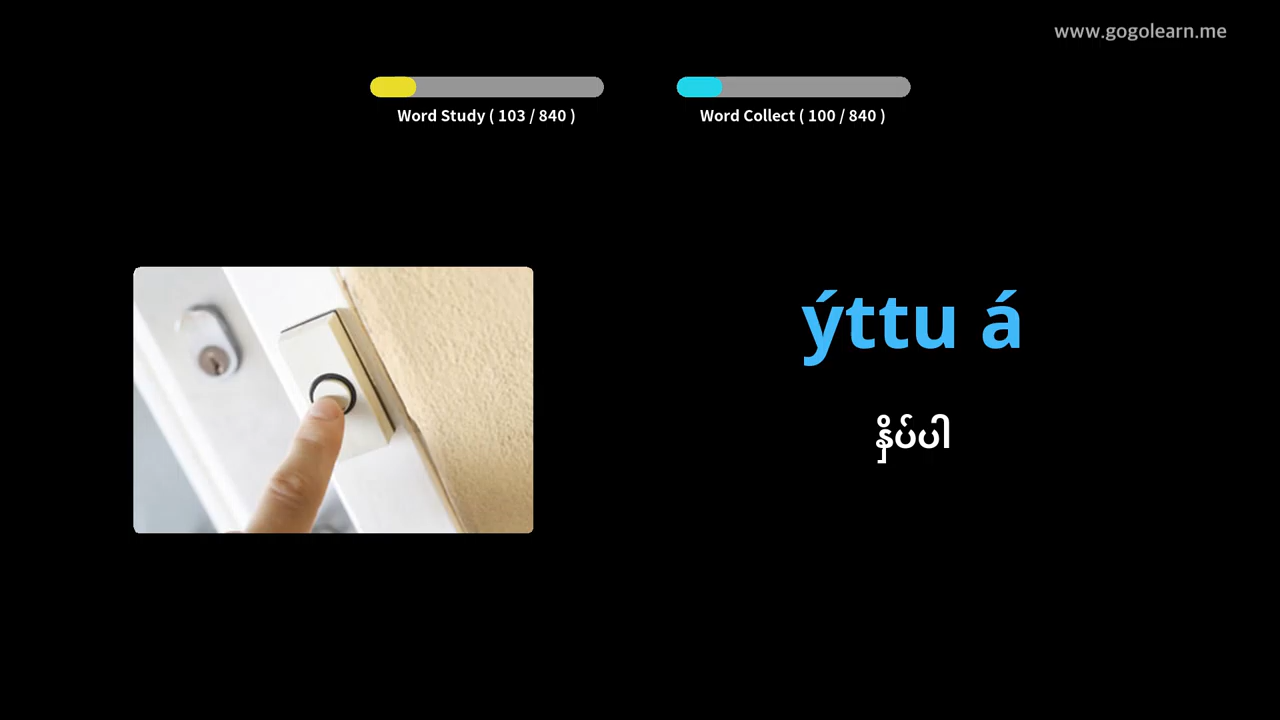 www.gogolearn.me
Word Study ( 103 / 840 )
Word Collect ( 100 / 840 )
ýttu á
နှိပ်ပါ